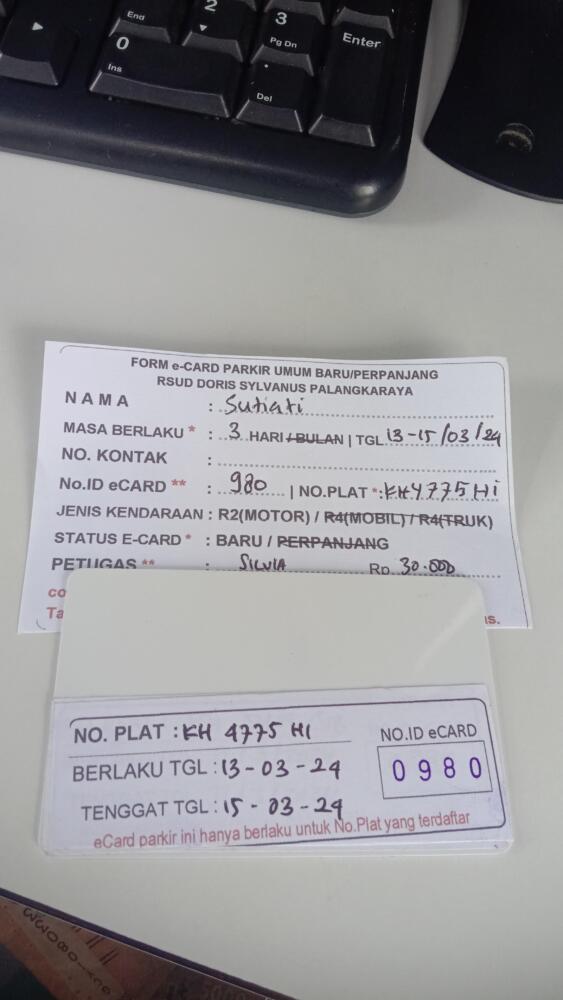 End
2
3
Pg Dn
Enter
0
Ins
.
Del
FORM e-CARD PARKIR UMUM BARU/PERPANJANG
RSUD DORIS SYLVANUS PALANGKARAYA
N A M A : Sutiati
MASA BERLAKU * : 3 HARI / BULAN | TGL 13-15/03/24
NO. KONTAK :
No.ID eCARD ** : 980 | NO.PLAT *: KH 4775 Hi
JENIS KENDARAAN : R2(MOTOR) / R4(MOBIL) / R4(TRUK)
STATUS E-CARD * : BARU / PERPANJANG
PETUGAS ** : SILVIA Rp 30.000
NO. PLAT : KH 4775 HI
NO.ID eCARD
BERLAKU TGL : 13-03-24
0980
TENGGAT TGL : 15-03-24
eCard parkir ini hanya berlaku untuk No.Plat yang terdaftar